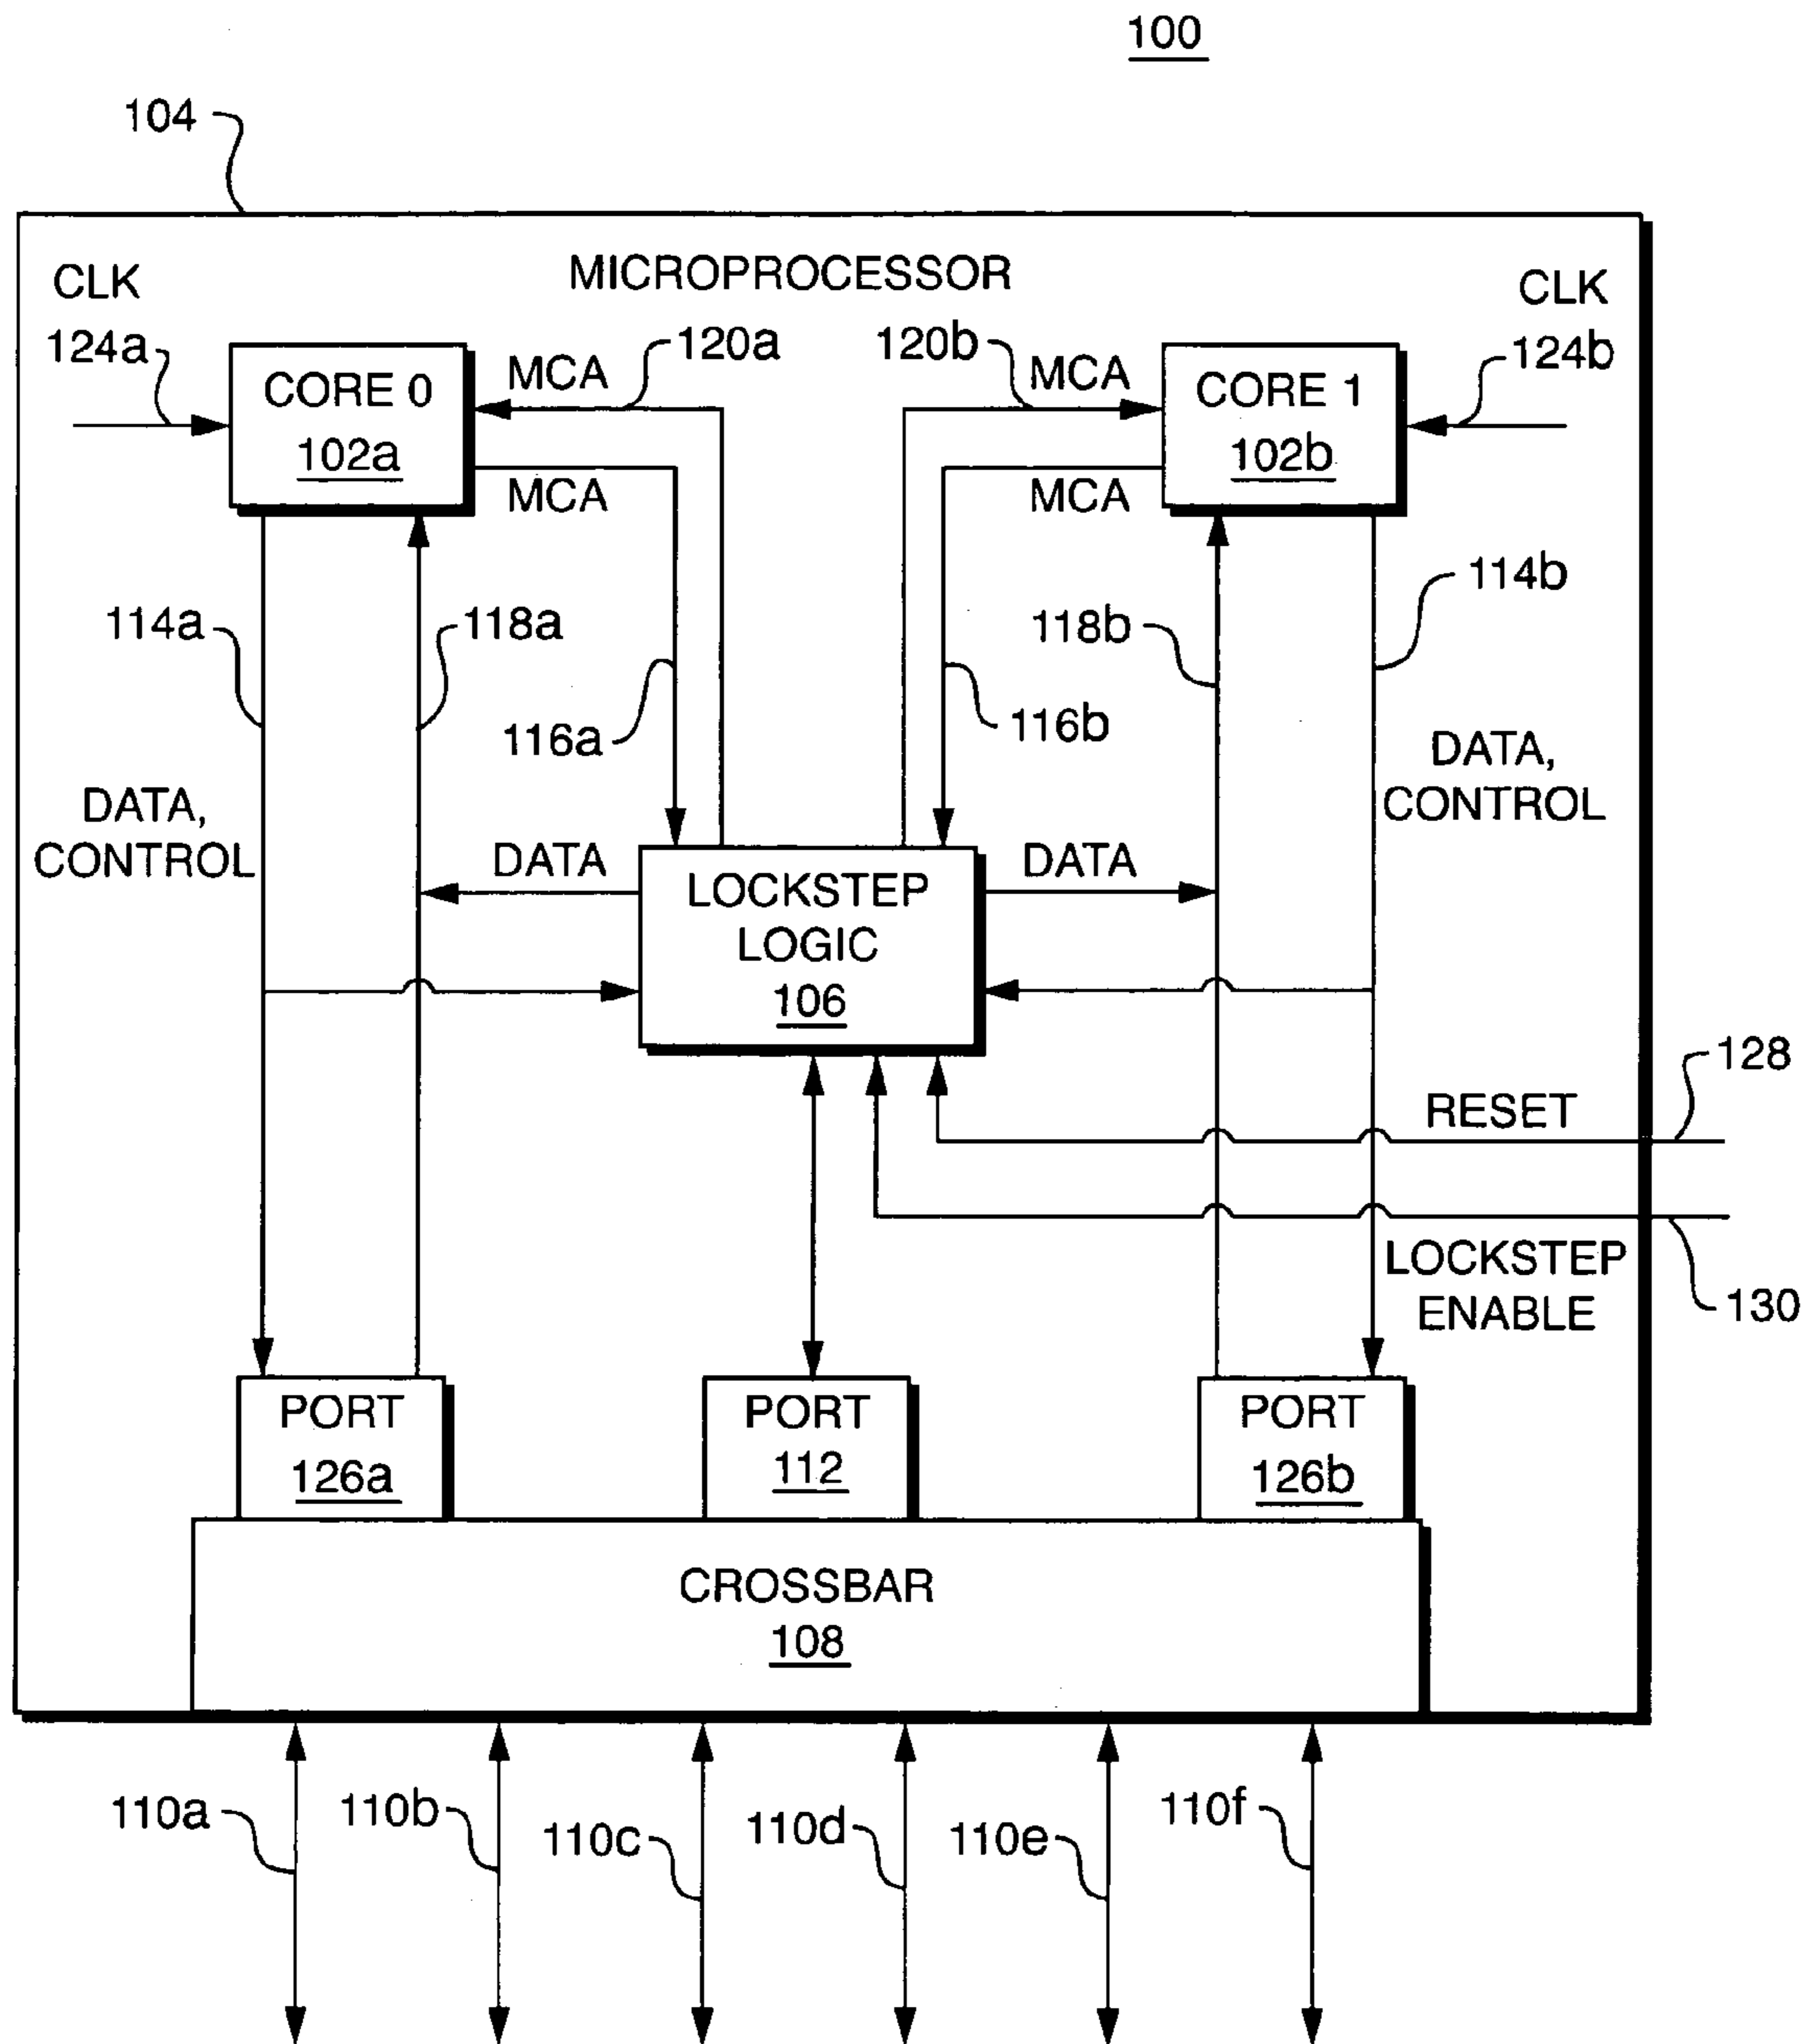 100
104
MICROPROCESSOR
CLK
124a
CLK
124b
CORE 0
102a
MCA
120a
120b
MCA
CORE 1
102b
MCA
MCA
114a
118a
116a
118b
116b
114b
DATA,
CONTROL
DATA,
CONTROL
DATA
DATA
LOCKSTEP
LOGIC
106
128
RESET
LOCKSTEP
ENABLE
130
PORT
126a
PORT
112
PORT
126b
CROSSBAR
108
110a
110b
110c
110d
110e
110f